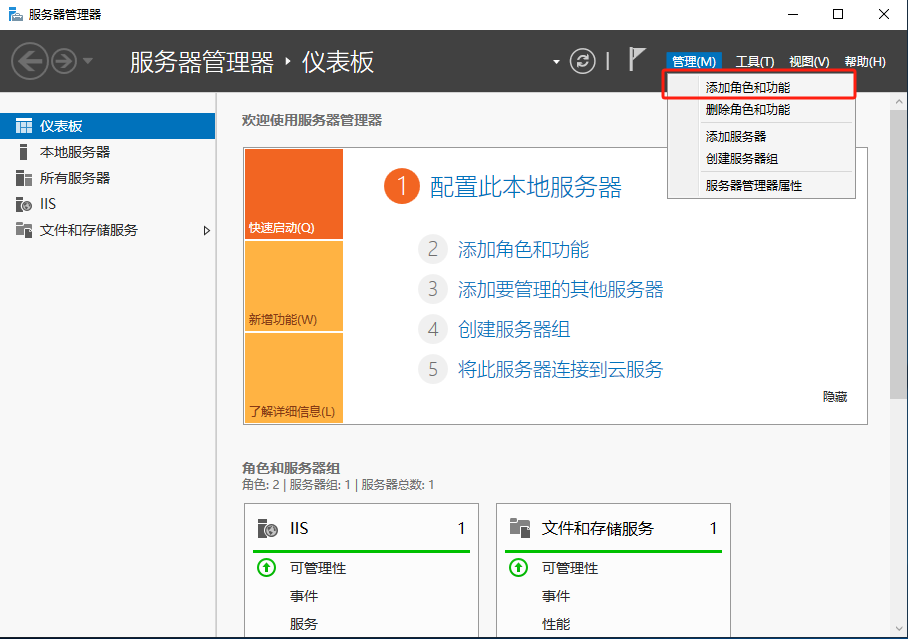 服务器管理器
服务器管理器 · 仪表板
管理(M) 工具(T) 视图(V) 帮助(H)
添加角色和功能
删除角色和功能
添加服务器
创建服务器组
服务器管理器属性
仪表板
本地服务器
所有服务器
IIS
文件和存储服务
欢迎使用服务器管理器
快速启动(Q)
新增功能(W)
了解详细信息(L)
1 配置此本地服务器
2 添加角色和功能
3 添加要管理的其他服务器
4 创建服务器组
5 将此服务器连接到云服务
隐藏
角色和服务器组
角色: 2 | 服务器组: 1 | 服务器总数: 1
IIS 1
可管理性
事件
服务
文件和存储服务 1
可管理性
事件
性能